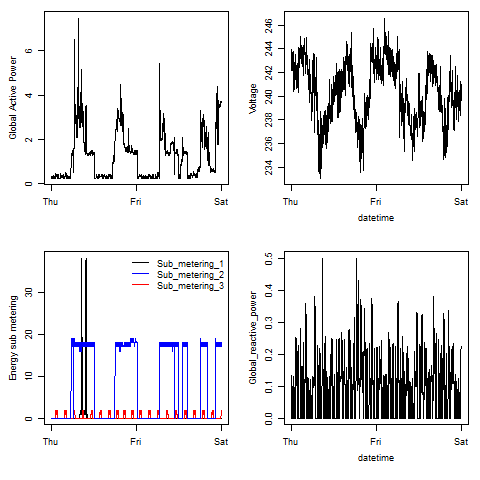 Global Active Power
0 2 4 6
Thu Fri Sat
Voltage
234 236 238 240 242 244 246
Thu Fri Sat
datetime
Energy sub metering
0 10 20 30
Sub_metering_1
Sub_metering_2
Sub_metering_3
Thu Fri Sat
Global_reactive_power
0.0 0.1 0.2 0.3 0.4 0.5
Thu Fri Sat
datetime